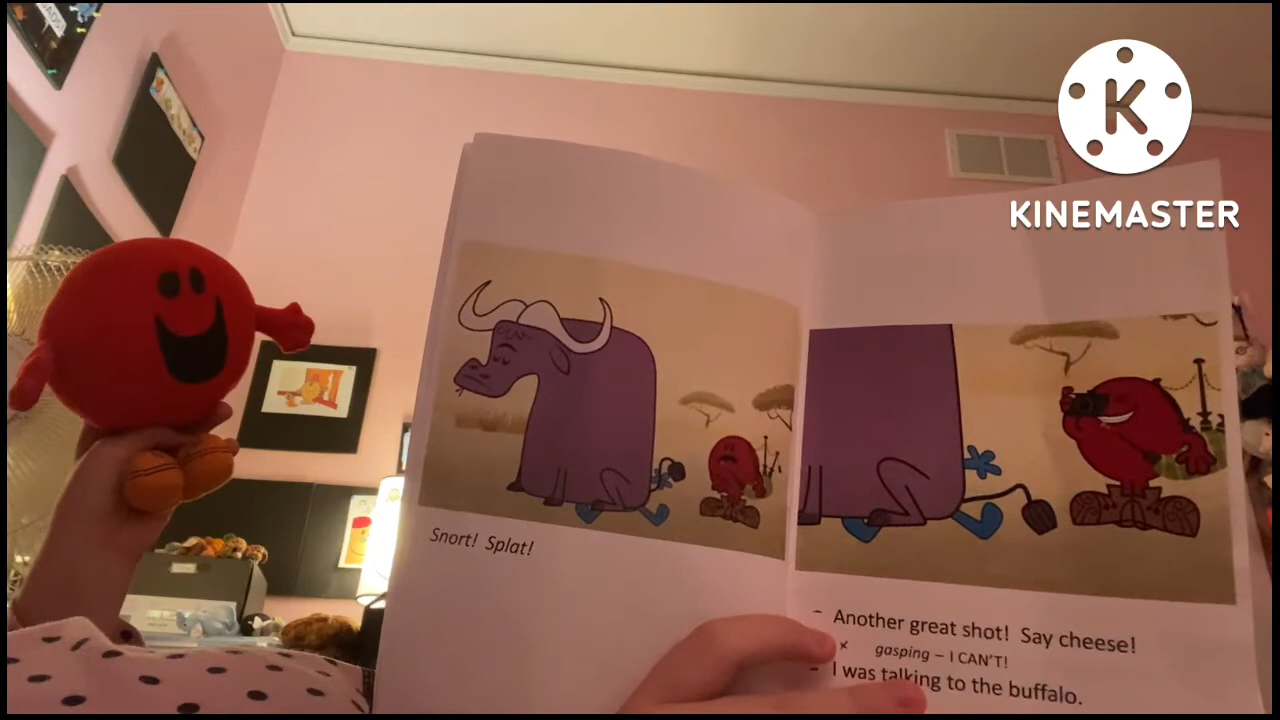 KINEMASTER
Snort! Splat!
- Another great shot! Say cheese!
× gasping – I CAN'T!
- I was talking to the buffalo.